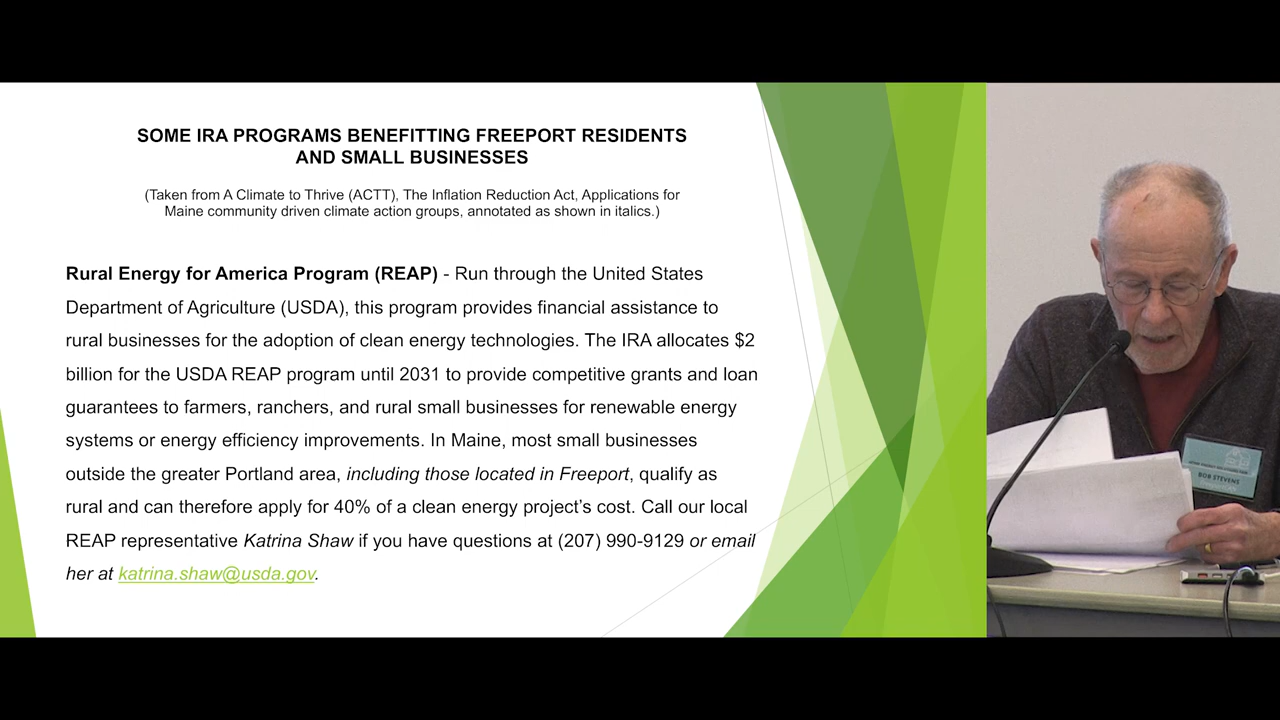 SOME IRA PROGRAMS BENEFITTING FREEPORT RESIDENTS
AND SMALL BUSINESSES
(Taken from A Climate to Thrive (ACTT), The Inflation Reduction Act, Applications for
Maine community driven climate action groups, annotated as shown in italics.)
Rural Energy for America Program (REAP) - Run through the United States
Department of Agriculture (USDA), this program provides financial assistance to
rural businesses for the adoption of clean energy technologies. The IRA allocates $2
billion for the USDA REAP program until 2031 to provide competitive grants and loan
guarantees to farmers, ranchers, and rural small businesses for renewable energy
systems or energy efficiency improvements. In Maine, most small businesses
outside the greater Portland area, including those located in Freeport, qualify as
rural and can therefore apply for 40% of a clean energy project's cost. Call our local
REAP representative Katrina Shaw if you have questions at (207) 990-9129 or email
her at katrina.shaw@usda.gov.
BOB STEVENS